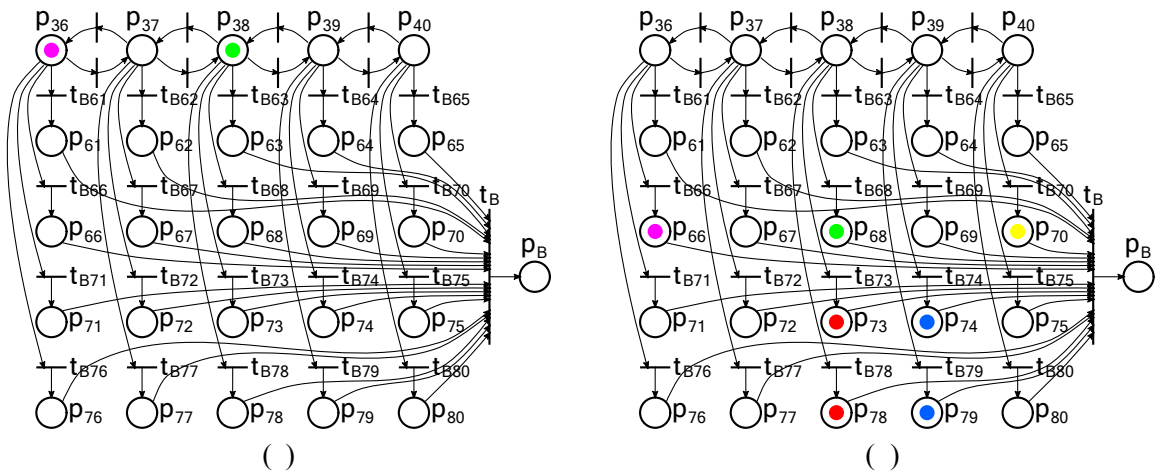 p36 p37 p38 p39 p40 p36 p37 p38 p39 p40
tB61 tB62 tB63 tB64 tB65 tB61 tB62 tB63 tB64 tB65
p61 p62 p63 p64 p65 p61 p62 p63 p64 p65
tB66 tB67 tB68 tB69 tB70 tB tB66 tB67 tB68 tB69 tB70 tB
p66 p67 p68 p69 p70 pB p66 p67 p68 p69 p70 pB
tB71 tB72 tB73 tB74 tB75 tB71 tB72 tB73 tB74 tB75
p71 p72 p73 p74 p75 p71 p72 p73 p74 p75
tB76 tB77 tB78 tB79 tB80 tB76 tB77 tB78 tB79 tB80
p76 p77 p78 p79 p80 p76 p77 p78 p79 p80
( ) ( )